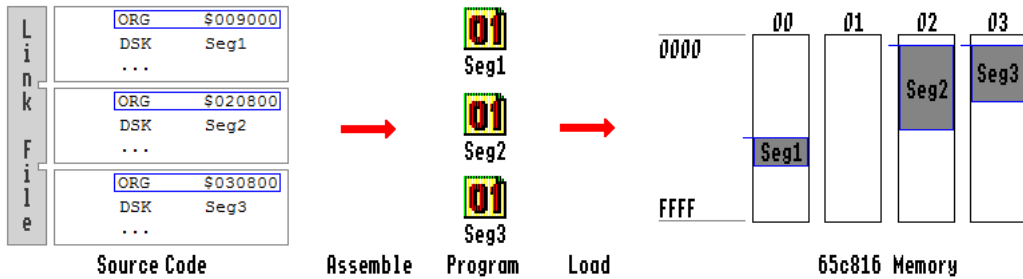 Link File
ORG $009000
DSK Seg1
...
ORG $020800
DSK Seg2
...
ORG $030800
DSK Seg3
...
Source Code
Assemble
01
Seg1
01
Seg2
01
Seg3
Program
Load
00 01 02 03
0000
FFFF
Seg1
Seg2
Seg3
65c816 Memory